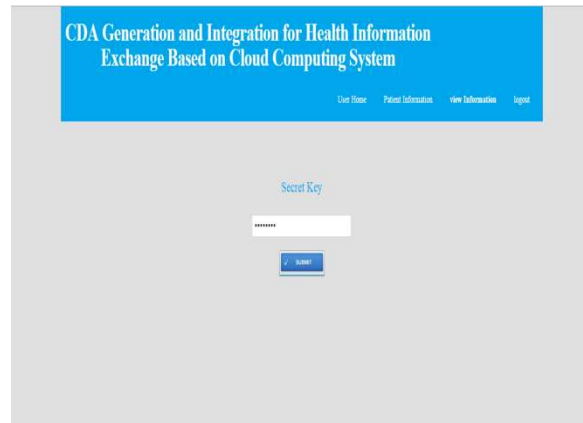 CDA Generation and Integration for Health Information
Exchange Based on Cloud Computing System
User Home Patient Information view Information logout
Secret Key
********
SUBMIT